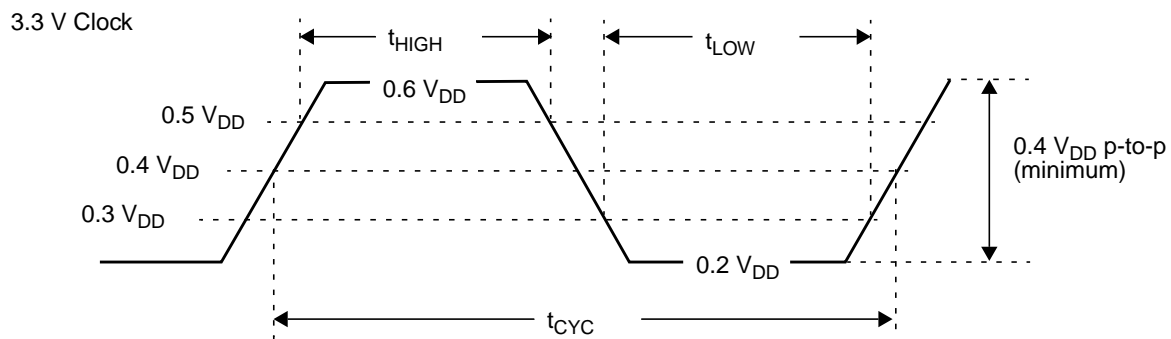 3.3 V Clock
tHIGH
tLOW
0.6 VDD
0.5 VDD
0.4 VDD
0.3 VDD
0.2 VDD
0.4 VDD p-to-p
(minimum)
tCYC